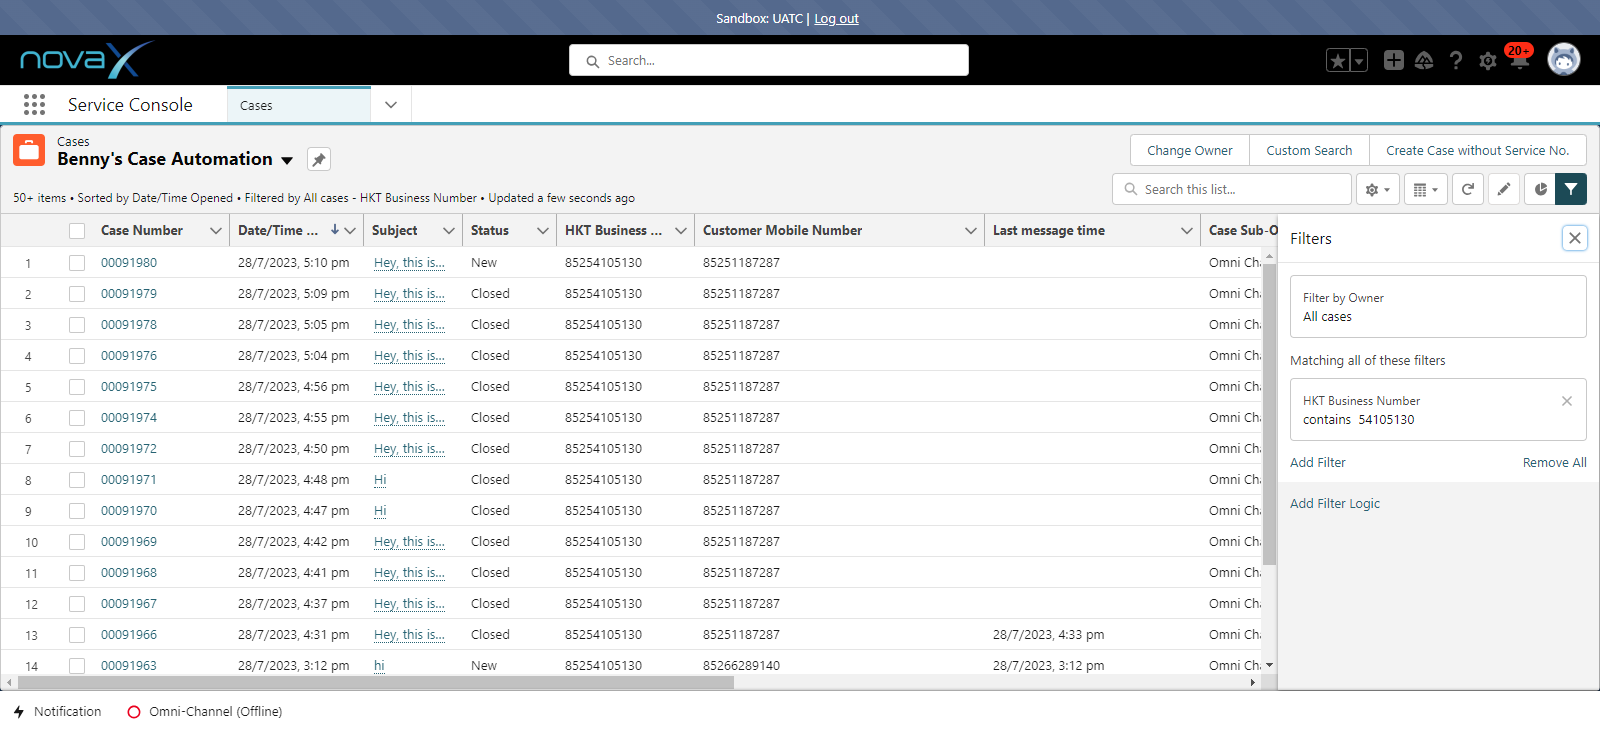 Sandbox: UATC | Log out
novaX
Search...
20+
Service Console
Cases
Cases
Benny's Case Automation
Change Owner
Custom Search
Create Case without Service No.
50+ items • Sorted by Date/Time Opened • Filtered by All cases - HKT Business Number • Updated a few seconds ago
Search this list...
Case Number Date/Time ... Subject Status HKT Business ... Customer Mobile Number Last message time Case Sub-O
1 00091980 28/7/2023, 5:10 pm Hey, this is... New 85254105130 85251187287 Omni Cha
2 00091979 28/7/2023, 5:09 pm Hey, this is... Closed 85254105130 85251187287 Omni Cha
3 00091978 28/7/2023, 5:05 pm Hey, this is... Closed 85254105130 85251187287 Omni Cha
4 00091976 28/7/2023, 5:04 pm Hey, this is... Closed 85254105130 85251187287 Omni Cha
5 00091975 28/7/2023, 4:56 pm Hey, this is... Closed 85254105130 85251187287 Omni Cha
6 00091974 28/7/2023, 4:55 pm Hey, this is... Closed 85254105130 85251187287 Omni Cha
7 00091972 28/7/2023, 4:50 pm Hey, this is... Closed 85254105130 85251187287 Omni Cha
8 00091971 28/7/2023, 4:48 pm Hi Closed 85254105130 85251187287 Omni Cha
9 00091970 28/7/2023, 4:47 pm Hi Closed 85254105130 85251187287 Omni Cha
10 00091969 28/7/2023, 4:42 pm Hey, this is... Closed 85254105130 85251187287 Omni Cha
11 00091968 28/7/2023, 4:41 pm Hey, this is... Closed 85254105130 85251187287 Omni Cha
12 00091967 28/7/2023, 4:37 pm Hey, this is... Closed 85254105130 85251187287 Omni Cha
13 00091966 28/7/2023, 4:31 pm Hey, this is... Closed 85254105130 85251187287 28/7/2023, 4:33 pm Omni Cha
14 00091963 28/7/2023, 3:12 pm hi New 85254105130 85266289140 28/7/2023, 3:12 pm Omni Cha
Filters
Filter by Owner
All cases
Matching all of these filters
HKT Business Number
contains 54105130
Add Filter
Remove All
Add Filter Logic
Notification
Omni-Channel (Offline)